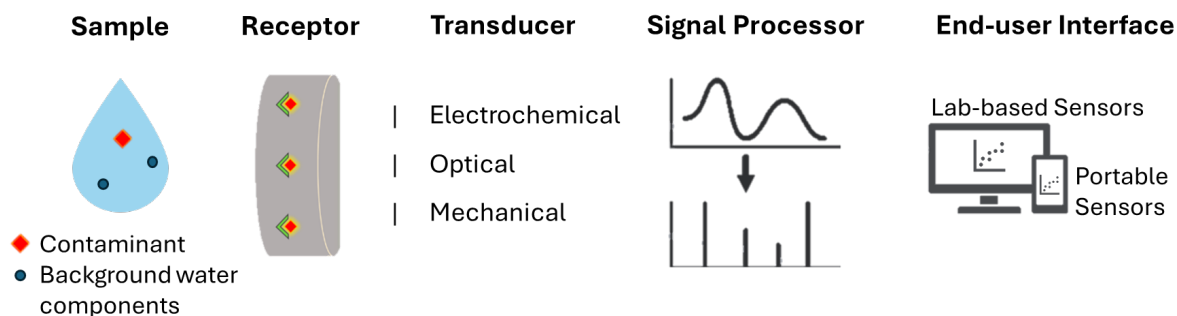 Sample
Receptor
Transducer
Signal Processor
End-user Interface
Contaminant
Background water
components
| Electrochemical
| Optical
| Mechanical
Lab-based Sensors
Portable
Sensors